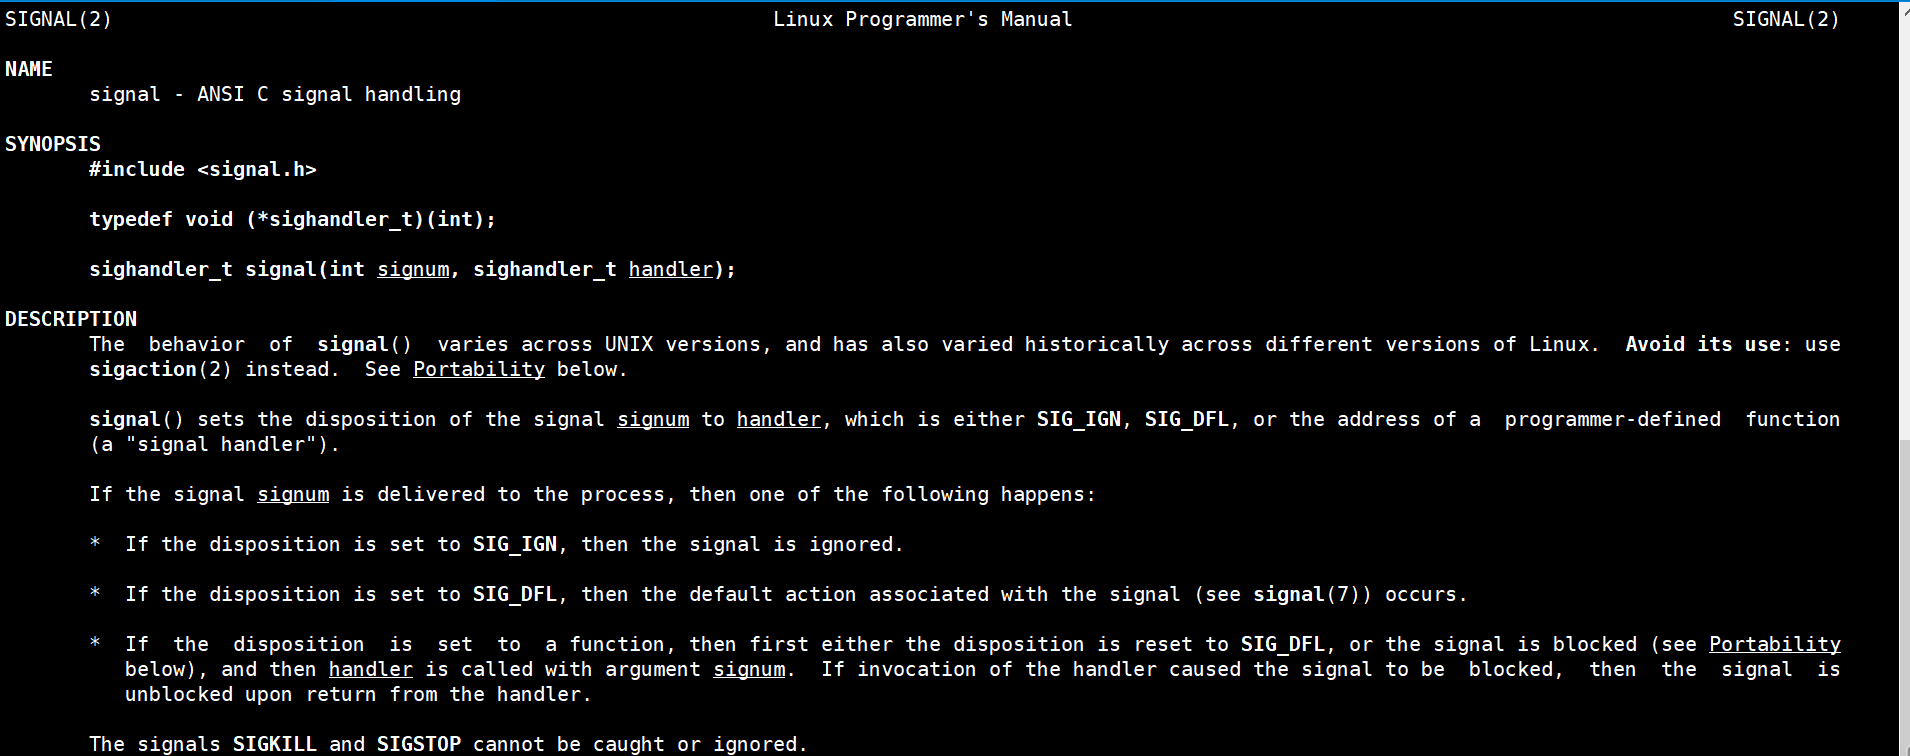 SIGNAL(2) Linux Programmer's Manual SIGNAL(2)
NAME
signal - ANSI C signal handling
SYNOPSIS
#include <signal.h>
typedef void (*sighandler_t)(int);
sighandler_t signal(int signum, sighandler_t handler);
DESCRIPTION
The behavior of signal() varies across UNIX versions, and has also varied historically across different versions of Linux. Avoid its use: use
sigaction(2) instead. See Portability below.
signal() sets the disposition of the signal signum to handler, which is either SIG_IGN, SIG_DFL, or the address of a programmer-defined function
(a "signal handler").
If the signal signum is delivered to the process, then one of the following happens:
* If the disposition is set to SIG_IGN, then the signal is ignored.
* If the disposition is set to SIG_DFL, then the default action associated with the signal (see signal(7)) occurs.
* If the disposition is set to a function, then first either the disposition is reset to SIG_DFL, or the signal is blocked (see Portability
below), and then handler is called with argument signum. If invocation of the handler caused the signal to be blocked, then the signal is
unblocked upon return from the handler.
The signals SIGKILL and SIGSTOP cannot be caught or ignored.